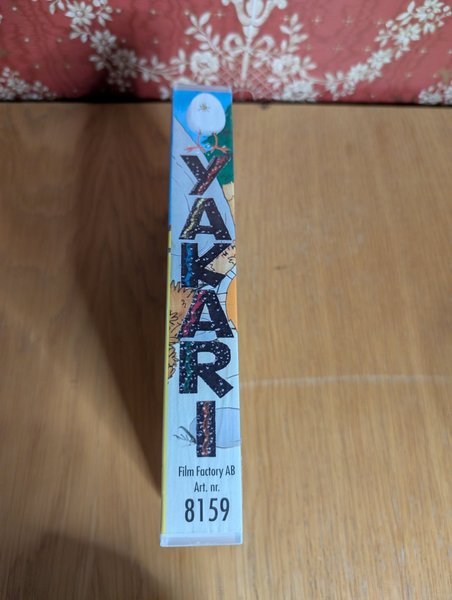 YAKARI
Film Factory AB
Art. nr.
8159